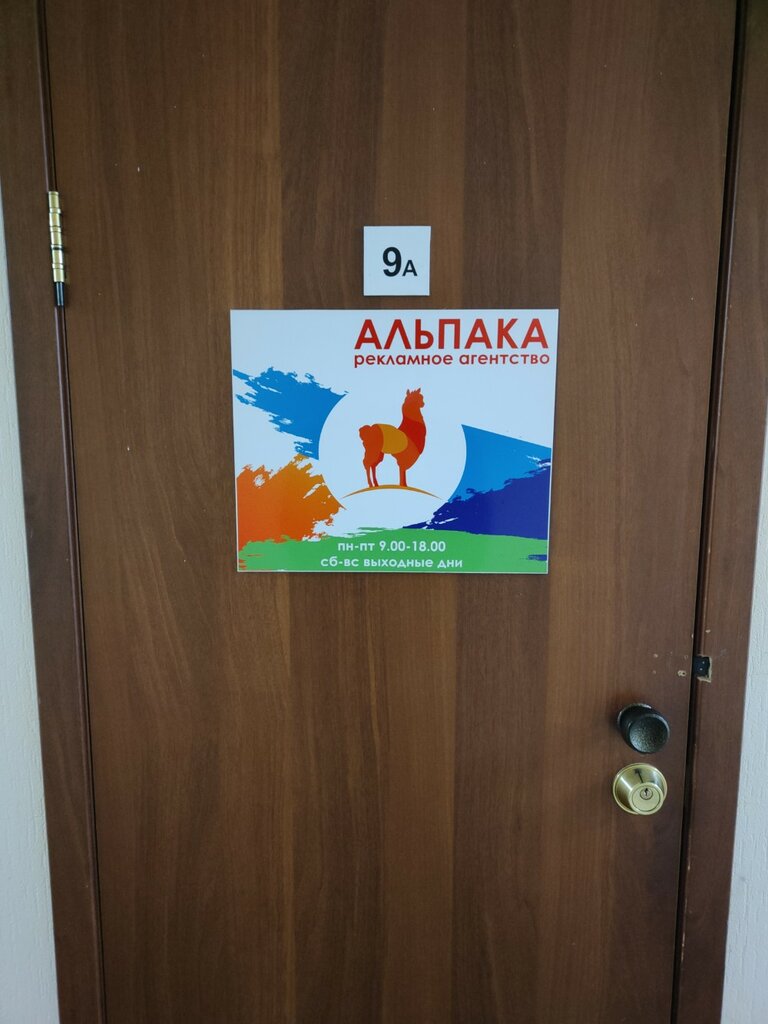 9А
АЛЬПАКА
рекламное агентство
пн-пт 9.00-18.00
сб-вс выходные дни